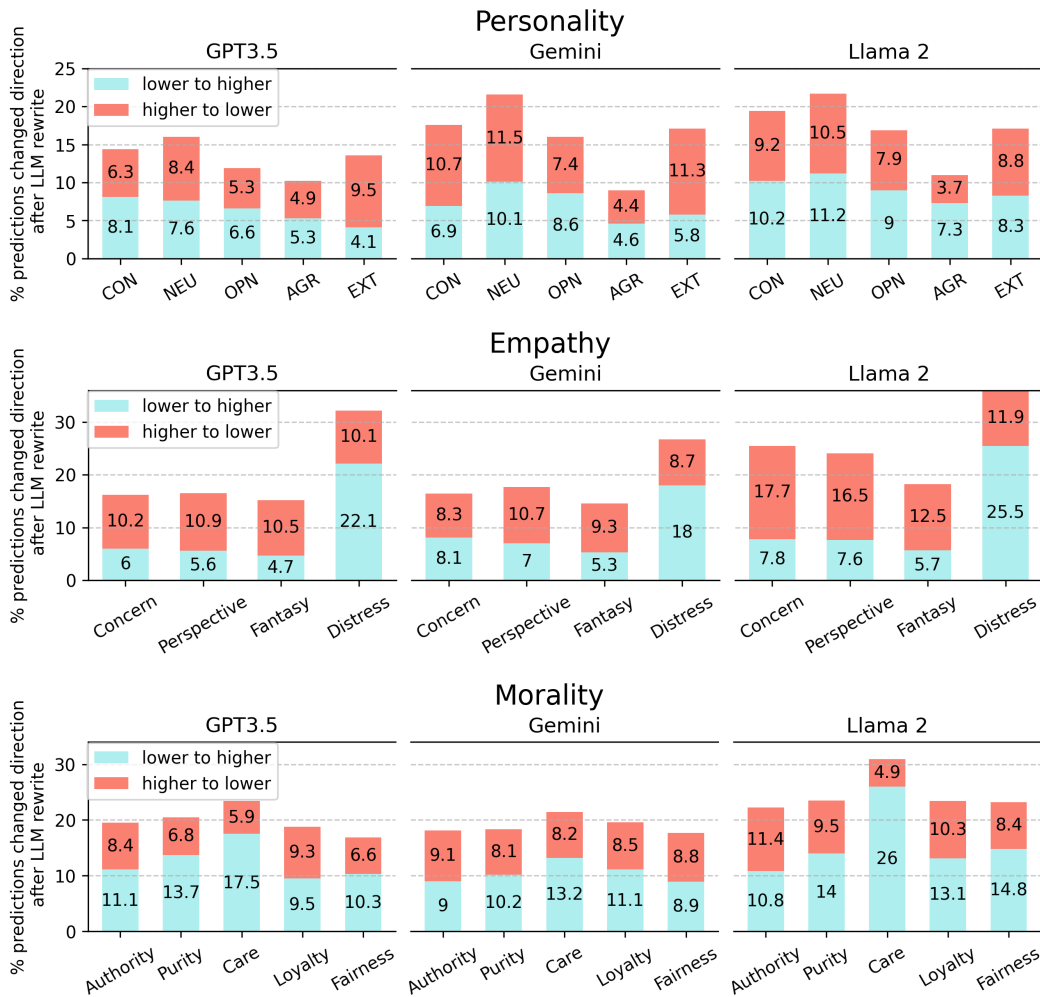 Personality
GPT3.5 Gemini Llama 2
% predictions changed direction
after LLM rewrite
25
20
15
10
5
0
lower to higher
higher to lower
6.3 8.4 5.3 4.9 9.5 10.7 11.5 7.4 4.4 11.3 9.2 10.5 7.9 3.7 8.8
8.1 7.6 6.6 5.3 4.1 6.9 10.1 8.6 4.6 5.8 10.2 11.2 9 7.3 8.3
CON NEU OPN AGR EXT CON NEU OPN AGR EXT CON NEU OPN AGR EXT
Empathy
GPT3.5 Gemini Llama 2
% predictions changed direction
after LLM rewrite
30
20
10
0
lower to higher
higher to lower
10.2 10.9 10.5 10.1 8.3 10.7 9.3 8.7 17.7 16.5 12.5 11.9
6 5.6 4.7 22.1 8.1 7 5.3 18 7.8 7.6 5.7 25.5
Concern Perspective Fantasy Distress Concern Perspective Fantasy Distress Concern Perspective Fantasy Distress
Morality
GPT3.5 Gemini Llama 2
% predictions changed direction
after LLM rewrite
30
20
10
0
lower to higher
higher to lower
8.4 6.8 5.9 9.3 6.6 9.1 8.1 8.2 8.5 8.8 11.4 9.5 4.9 10.3 8.4
11.1 13.7 17.5 9.5 10.3 9 10.2 13.2 11.1 8.9 10.8 14 26 13.1 14.8
Authority Purity Care Loyalty Fairness Authority Purity Care Loyalty Fairness Authority Purity Care Loyalty Fairness